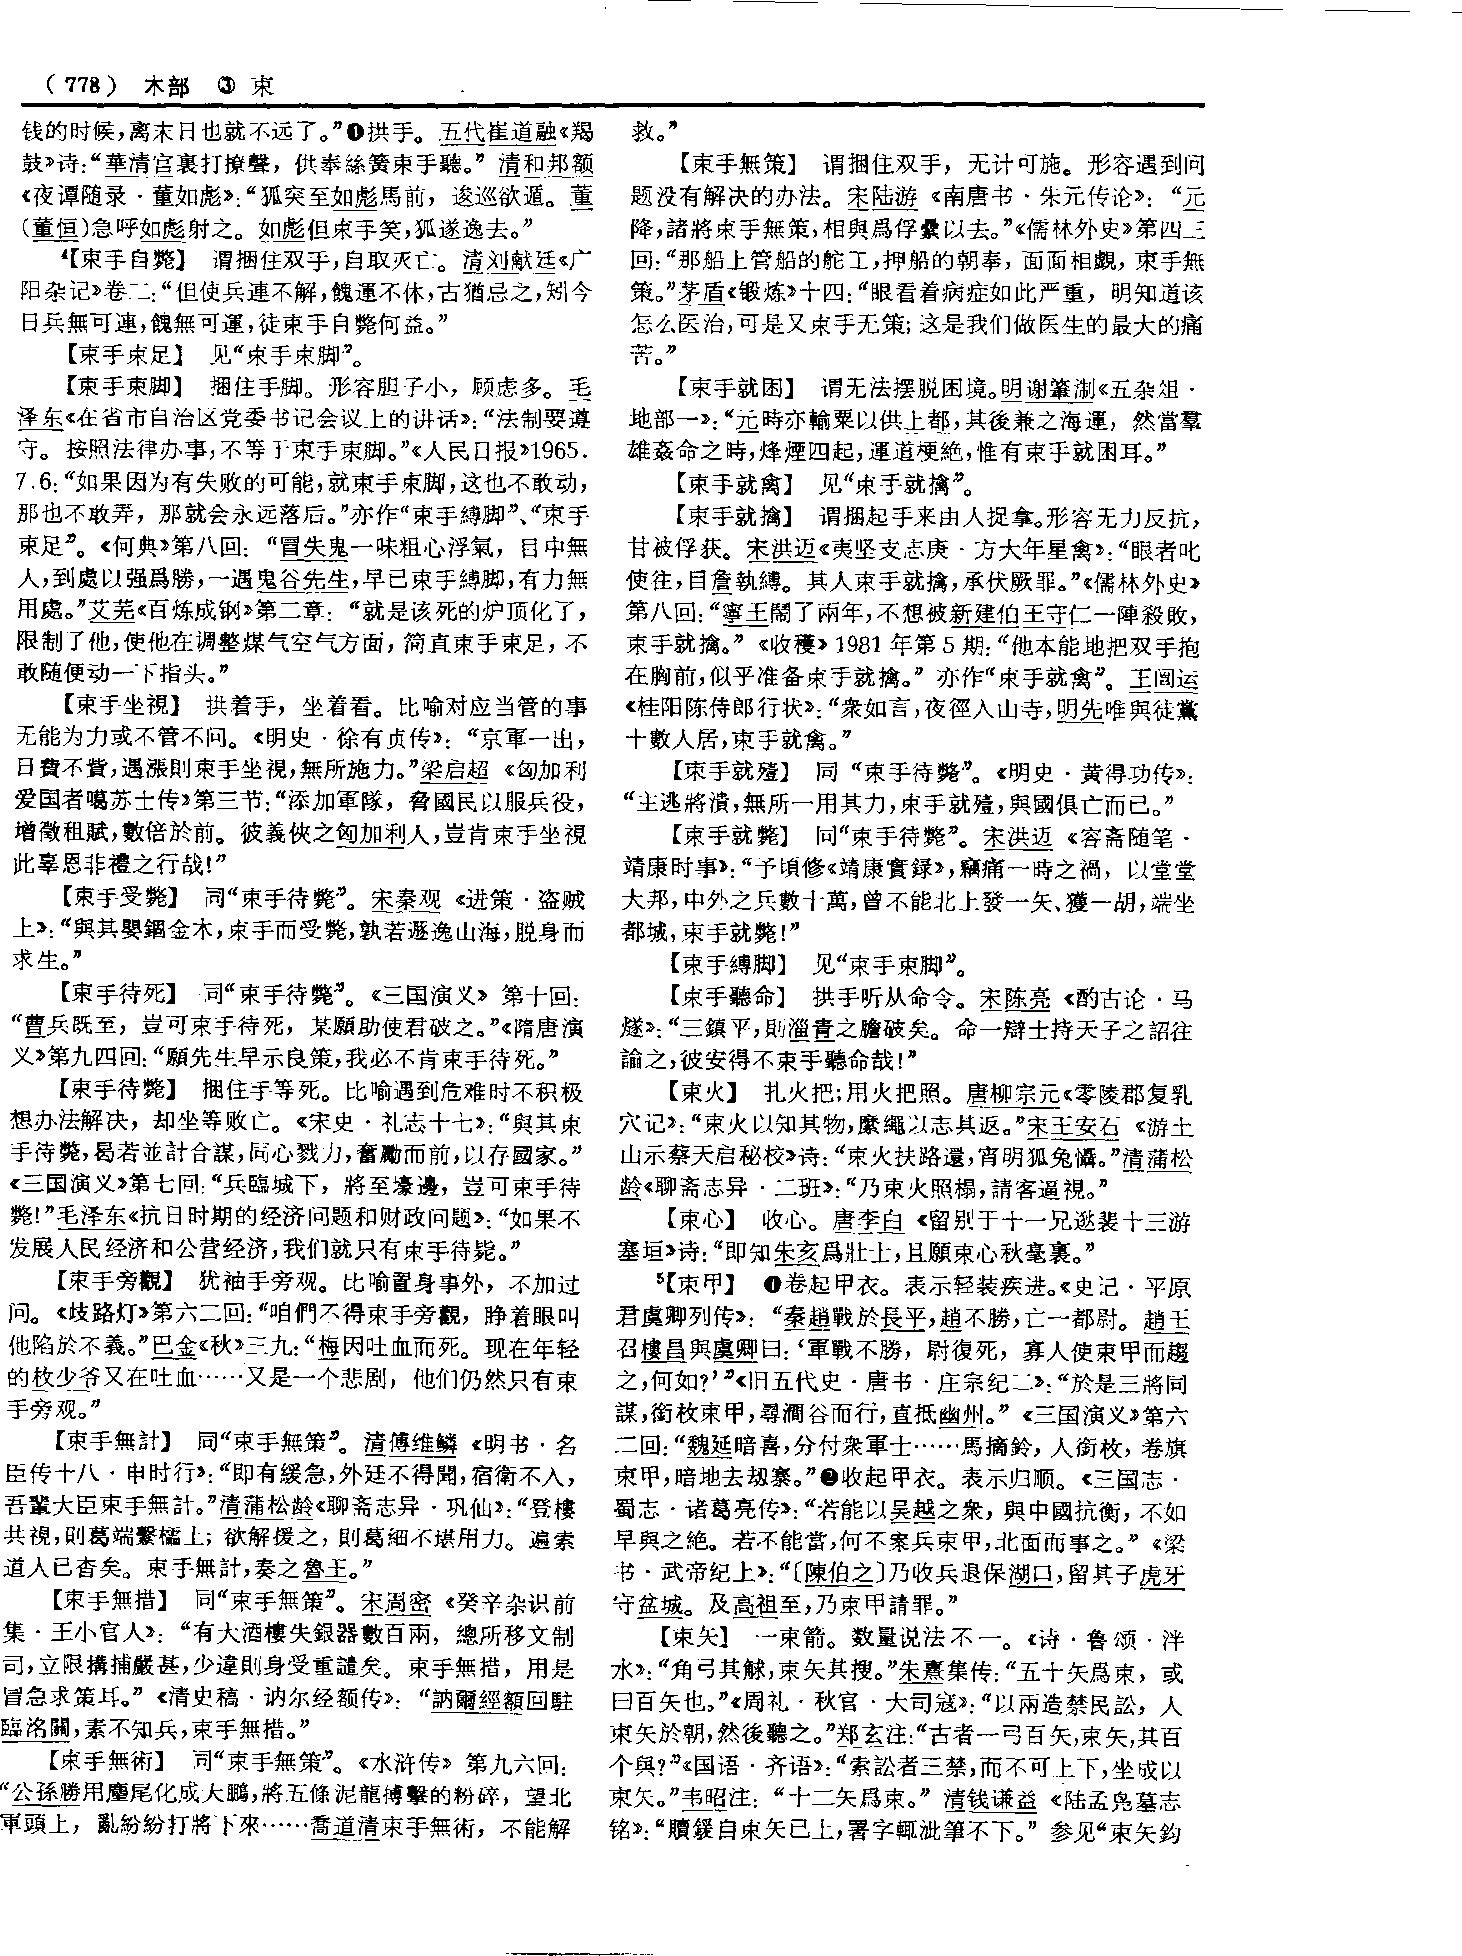 （778） 木部 ③ 束
钱的时候，离末日也就不远了。”❶拱手。五代崔道融《羯
鼓》诗：“華清宫裏打撩聲，供奉絲簧束手聽。”清和邦额
《夜谭随录·董如彪》：“狐突至如彪馬前，逡巡欲遁。董
（董恒）急呼如彪射之。如彪但束手笑，狐遂逸去。”
⁴【束手自斃】 谓捆住双手，自取灭亡。清刘献廷《广
阳杂记》卷二：“但使兵連不解，餽運不休，古猶忌之，矧今
日兵無可連，餽無可運，徒束手自斃何益。”
【束手束足】 见“束手束脚”。
【束手束脚】 捆住手脚。形容胆子小，顾虑多。毛
泽东《在省市自治区党委书记会议上的讲话》：“法制要遵
守。按照法律办事，不等于束手束脚。”《人民日报》1965.
7.6：“如果因为有失败的可能，就束手束脚，这也不敢动，
那也不敢弄，那就会永远落后。”亦作“束手縛脚”、“束手
束足”。《何典》第八回：“冒失鬼一味粗心浮氣，目中無
人，到處以强爲勝，一遇鬼谷先生，早已束手縛脚，有力無
用處。”艾芜《百炼成钢》第二章：“就是该死的炉顶化了，
限制了他，使他在调整煤气空气方面，简直束手束足，不
敢随便动一下指头。”
【束手坐視】 拱着手，坐着看。比喻对应当管的事
无能为力或不管不问。《明史·徐有贞传》：“京軍一出，
日費不貲，遇漲則束手坐視，無所施力。”梁启超《匈加利
爱国者噶苏士传》第三节：“添加軍隊，脅國民以服兵役，
增徵租賦，數倍於前。彼義俠之匈加利人，豈肯束手坐視
此辜恩非禮之行哉！”
【束手受斃】 同“束手待斃”。宋秦观《进策·盗贼
上》：“與其嬰錮金木，束手而受斃，孰若遯逸山海，脱身而
求生。”
【束手待死】 同“束手待斃”。《三国演义》第十回：
“曹兵既至，豈可束手待死，某願助使君破之。”《隋唐演
义》第九四回：“願先生早示良策，我必不肯束手待死。”
【束手待斃】 捆住手等死。比喻遇到危难时不积极
想办法解决，却坐等败亡。《宋史·礼志十七》：“與其束
手待斃，曷若並計合謀，同心戮力，奮勵而前，以存國家。”
《三国演义》第七回：“兵臨城下，將至壕邊，豈可束手待
斃！”毛泽东《抗日时期的经济问题和财政问题》：“如果不
发展人民经济和公营经济，我们就只有束手待毙。”
【束手旁觀】 犹袖手旁观。比喻置身事外，不加过
问。《歧路灯》第六二回：“咱們不得束手旁觀，睁着眼叫
他陷於不義。”巴金《秋》三九：“梅因吐血而死。现在年轻
的枚少爷又在吐血……又是一个悲剧，他们仍然只有束
手旁观。”
【束手無計】 同“束手無策”。清傅维鳞《明书·名
臣传十八·申时行》：“即有缓急，外廷不得聞，宿衛不入，
吾輩大臣束手無計。”清蒲松龄《聊斋志异·巩仙》：“登樓
共視，則葛端繫櫺上；欲解援之，則葛細不堪用力。遍索
道人已杳矣。束手無計，奏之魯王。”
【束手無措】 同“束手無策”。宋周密《癸辛杂识前
集·王小官人》：“有大酒樓失銀器數百兩，總所移文制
司，立限搆捕嚴甚，少違則身受重譴矣。束手無措，用是
冒急求策耳。”《清史稿·讷尔经额传》：“訥爾經額回駐
臨洺關，素不知兵，束手無措。”
【束手無術】 同“束手無策”。《水浒传》第九六回：
“公孫勝用麈尾化成大鵬，將五條泥龍搏擊的粉碎，望北
軍頭上，亂紛紛打將下來……喬道清束手無術，不能解
救。”
【束手無策】 谓捆住双手，无计可施。形容遇到问
题没有解决的办法。宋陆游《南唐书·朱元传论》：“元
降，諸將束手無策，相與爲俘纍以去。”《儒林外史》第四三
回：“那船上管船的舵工，押船的朝奉，面面相覷，束手無
策。”茅盾《锻炼》十四：“眼看着病症如此严重，明知道该
怎么医治，可是又束手无策；这是我们做医生的最大的痛
苦。”
【束手就困】 谓无法摆脱困境。明谢肇淛《五杂俎·
地部一》：“元時亦輸粟以供上都，其後兼之海運，然當羣
雄姦命之時，烽煙四起，運道梗絶，惟有束手就困耳。”
【束手就禽】 见“束手就擒”。
【束手就擒】 谓捆起手来由人捉拿。形容无力反抗，
甘被俘获。宋洪迈《夷坚支志庚·方大年星禽》：“眼者叱
使往，目詹執縛。其人束手就擒，承伏厥罪。”《儒林外史》
第八回：“寧王鬧了兩年，不想被新建伯王守仁一陣殺敗，
束手就擒。”《收穫》1981年第5期：“他本能地把双手抱
在胸前，似乎准备束手就擒。”亦作“束手就禽”。王闿运
《桂阳陈侍郎行状》：“衆如言，夜徑入山寺，明先唯與徒黨
十數人居，束手就禽。”
【束手就殪】 同“束手待斃”。《明史·黄得功传》：
“主逃將潰，無所一用其力，束手就殪，與國俱亡而已。”
【束手就斃】 同“束手待斃”。宋洪迈《容斋随笔·
靖康时事》：“予頃修《靖康實録》，竊痛一時之禍，以堂堂
大邦，中外之兵數十萬，曾不能北上發一矢、獲一胡，端坐
都城，束手就斃！”
【束手縛脚】 见“束手束脚”。
【束手聽命】 拱手听从命令。宋陈亮《酌古论·马
燧》：“三鎮平，則淄青之膽破矣。命一辯士持天子之詔往
諭之，彼安得不束手聽命哉！”
【束火】 扎火把；用火把照。唐柳宗元《零陵郡复乳
穴记》：“束火以知其物，縻繩以志其返。”宋王安石《游土
山示蔡天启秘校》诗：“束火扶路還，宵明狐兔懾。”清蒲松
龄《聊斋志异·二班》：“乃束火照榻，請客逼視。”
【束心】 收心。唐李白《留别于十一兄逖裴十三游
塞垣》诗：“即知朱亥爲壯士，且願束心秋毫裏。”
⁵【束甲】 ❶卷起甲衣。表示轻装疾进。《史记·平原
君虞卿列传》：“秦趙戰於長平，趙不勝，亡一都尉。趙王
召樓昌與虞卿曰：‘軍戰不勝，尉復死，寡人使束甲而趨
之，何如？’”《旧五代史·唐书·庄宗纪二》：“於是三將同
謀，銜枚束甲，尋澗谷而行，直抵幽州。”《三国演义》第六
二回：“魏延暗喜，分付衆軍士……馬摘鈴，人銜枚，卷旗
束甲，暗地去刼寨。”❷收起甲衣。表示归顺。《三国志·
蜀志·诸葛亮传》：“若能以吴越之衆，與中國抗衡，不如
早與之絶。若不能當，何不案兵束甲，北面而事之。”《梁
书·武帝纪上》：“〔陳伯之〕乃收兵退保湖口，留其子虎牙
守盆城。及高祖至，乃束甲請罪。”
【束矢】 一束箭。数量说法不一。《诗·鲁颂·泮
水》：“角弓其觩，束矢其搜。”朱熹集传：“五十矢爲束，或
曰百矢也。”《周礼·秋官·大司寇》：“以兩造禁民訟，入
束矢於朝，然後聽之。”郑玄注：“古者一弓百矢，束矢，其百
个與？”《国语·齐语》：“索訟者三禁，而不可上下，坐成以
束矢。”韦昭注：“十二矢爲束。”清钱谦益《陆孟凫墓志
铭》：“贖鍰自束矢已上，署字輒泚筆不下。”参见“束矢鈞